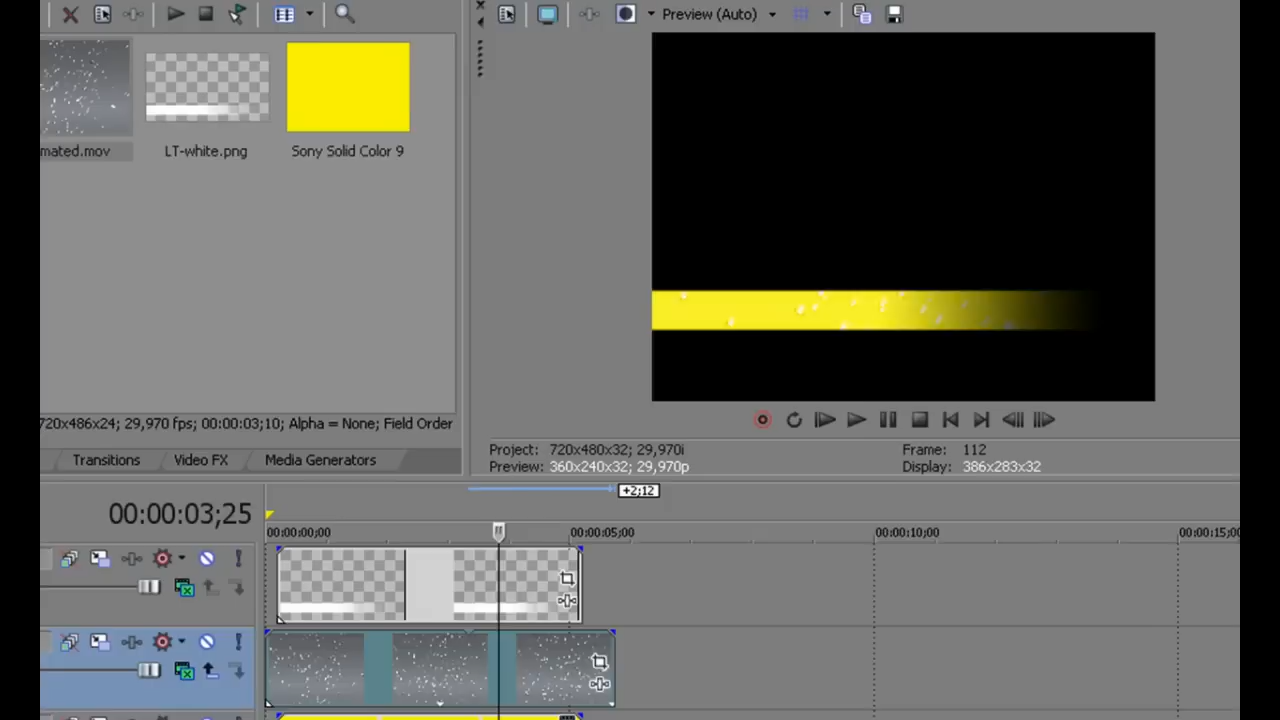 Preview (Auto)
mated.mov
LT-white.png
Sony Solid Color 9
720x486x24; 29,970 fps; 00:00:03;10; Alpha = None; Field Order
Transitions
Video FX
Media Generators
Project: 720x480x32; 29,970i
Frame: 112
Preview: 360x240x32; 29,970p
Display: 386x283x32
+2;12
00:00:03;25
00:00:00;00
00:00:05;00
00:00:10;00
00:00:15;00